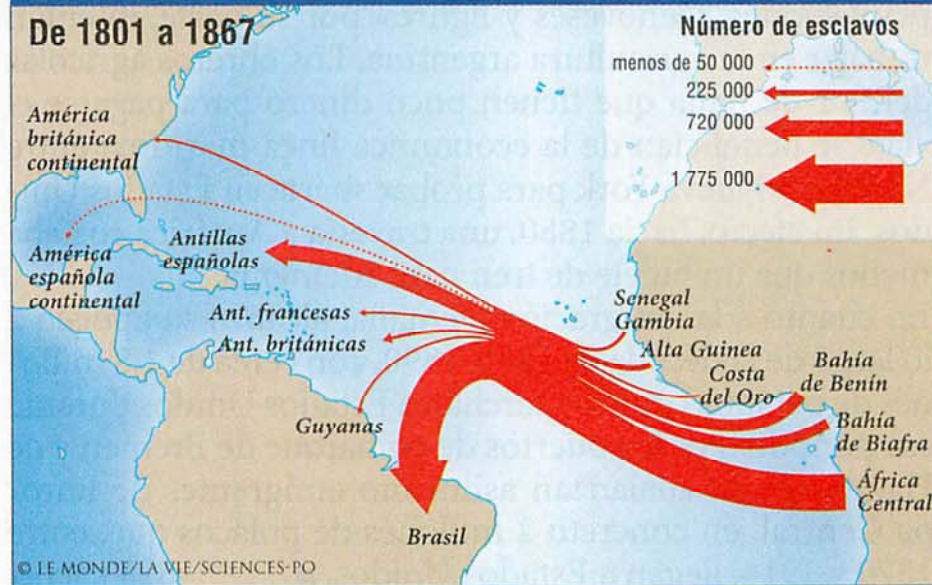 De 1801 a 1867
Número de esclavos
menos de 50 000
225 000
720 000
1 775 000
América
británica
continental
América
española
continental
Antillas
españolas
Ant. francesas
Ant. británicas
Guyanas
Brasil
Senegal
Gambia
Alta Guinea
Costa
del Oro
Bahía
de Benín
Bahía
de Biafra
África
Central
© LE MONDE/LA VIE/SCIENCES-PO